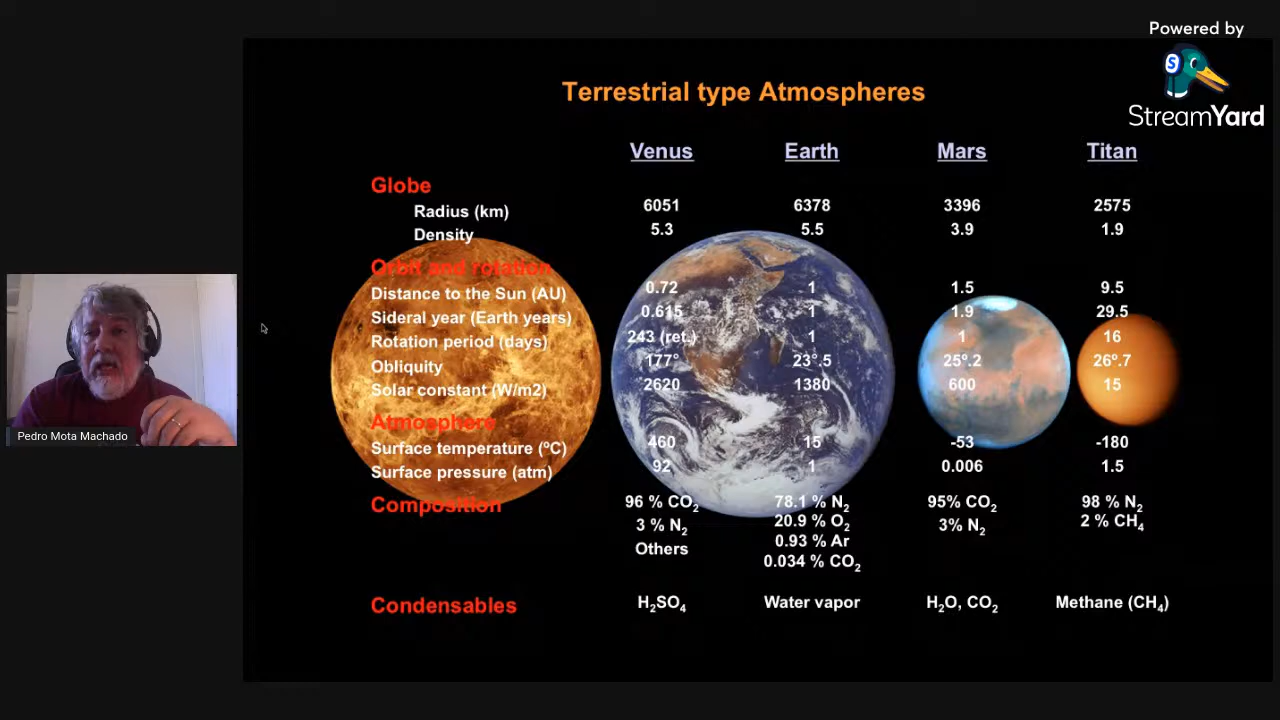 Powered by
StreamYard
Terrestrial type Atmospheres
Venus Earth Mars Titan
Globe
Radius (km) 6051 6378 3396 2575
Density 5.3 5.5 3.9 1.9
Orbit and rotation
Distance to the Sun (AU) 0.72 1 1.5 9.5
Sideral year (Earth years) 0.615 1 1.9 29.5
Rotation period (days) 243 (ret.) 1 1 16
Obliquity 177° 23°.5 25º.2 26º.7
Solar constant (W/m2) 2620 1380 600 15
Atmosphere
Surface temperature (ºC) 460 15 -53 -180
Surface pressure (atm) 92 1 0.006 1.5
Composition 96 % CO2 78.1 % N2 95% CO2 98 % N2
3 % N2 20.9 % O2 3% N2 2 % CH4
Others 0.93 % Ar
0.034 % CO2
Condensables H2SO4 Water vapor H2O, CO2 Methane (CH4)
Pedro Mota Machado